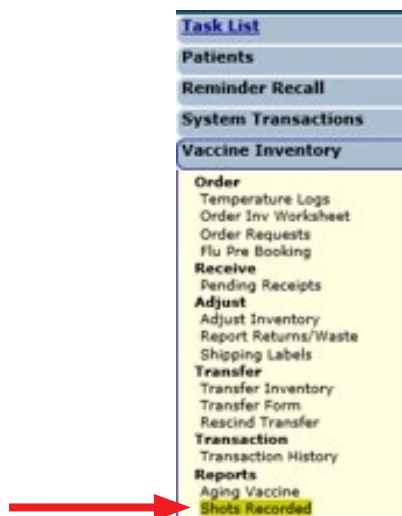 Task List
Patients
Reminder Recall
System Transactions
Vaccine Inventory
Order
Temperature Logs
Order Inv Worksheet
Order Requests
Flu Pre Booking
Receive
Pending Receipts
Adjust
Adjust Inventory
Report Returns/Waste
Shipping Labels
Transfer
Transfer Inventory
Transfer Form
Rescind Transfer
Transaction
Transaction History
Reports
Aging Vaccine
Shots Recorded